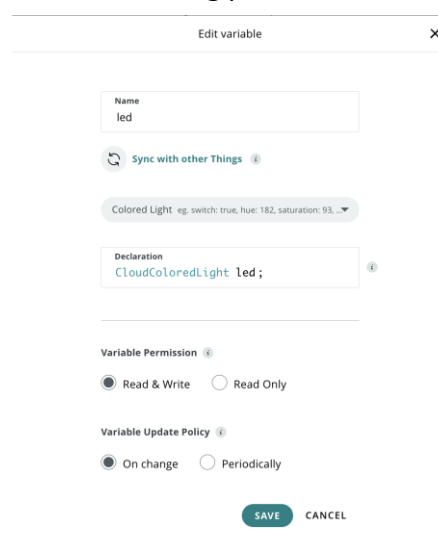 Edit variable
Name
led
Sync with other Things i
Colored Light eg. switch: true, hue: 182, saturation: 93, ...
Declaration
CloudColoredLight led;
i
Variable Permission i
Read & Write Read Only
Variable Update Policy i
On change Periodically
SAVE CANCEL